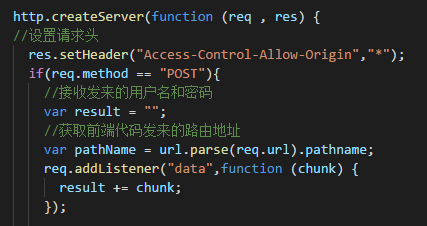 http.createServer(function (req , res) {
//设置请求头
res.setHeader("Access-Control-Allow-Origin","*");
if(req.method == "POST"){
//接收发来的用户名和密码
var result = "";
//获取前端代码发来的路由地址
var pathName = url.parse(req.url).pathname;
req.addListener("data",function (chunk) {
result += chunk;
});